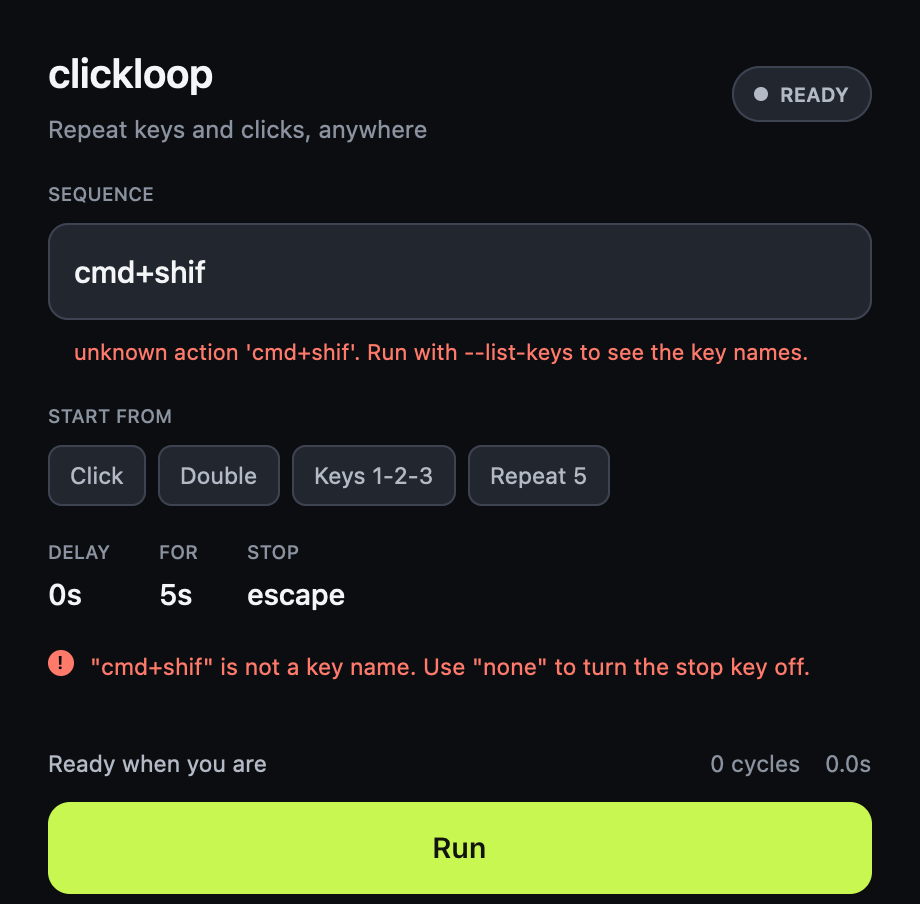 clickloop
READY
Repeat keys and clicks, anywhere
SEQUENCE
cmd+shif
unknown action 'cmd+shif'. Run with --list-keys to see the key names.
START FROM
Click Double Keys 1-2-3 Repeat 5
DELAY FOR STOP
0s 5s escape
! "cmd+shif" is not a key name. Use "none" to turn the stop key off.
Ready when you are 0 cycles 0.0s
Run